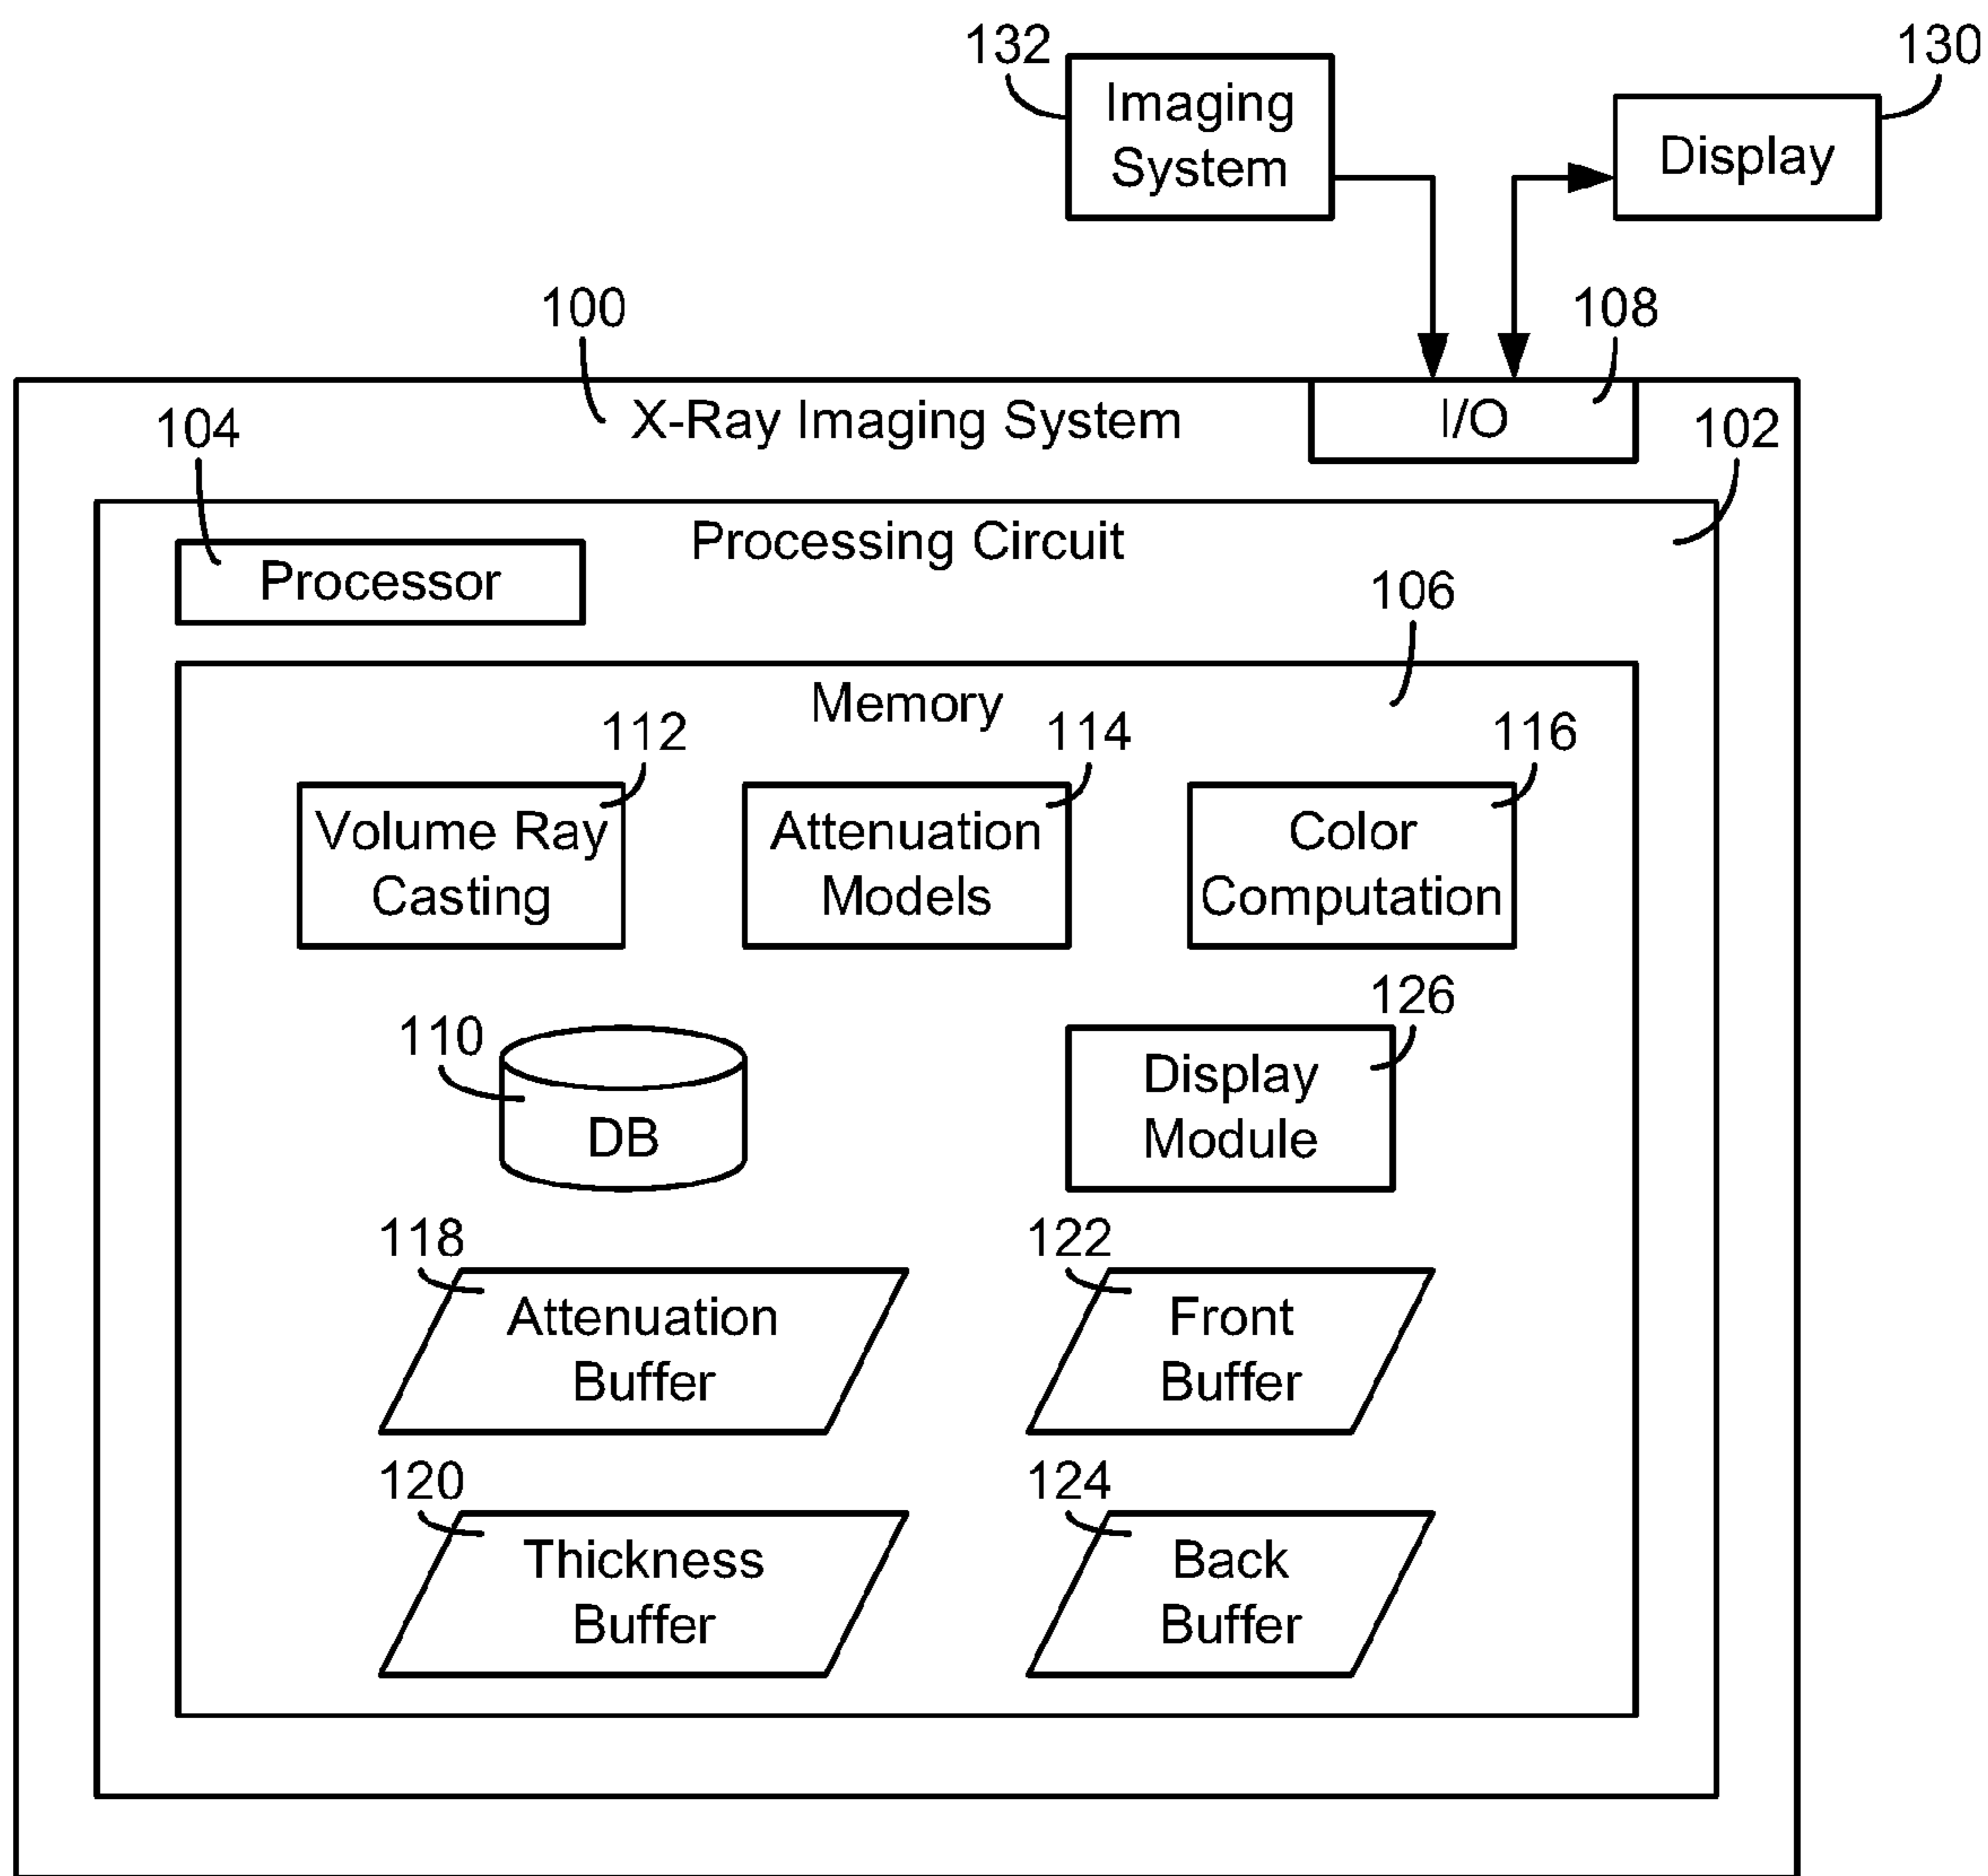 132
Imaging
System
130
Display
100
X-Ray Imaging System
108
I/O
104
Processor
Processing Circuit
102
106
Memory
112
Volume Ray
Casting
114
Attenuation
Models
116
Color
Computation
110
DB
126
Display
Module
118
Attenuation
Buffer
122
Front
Buffer
120
Thickness
Buffer
124
Back
Buffer